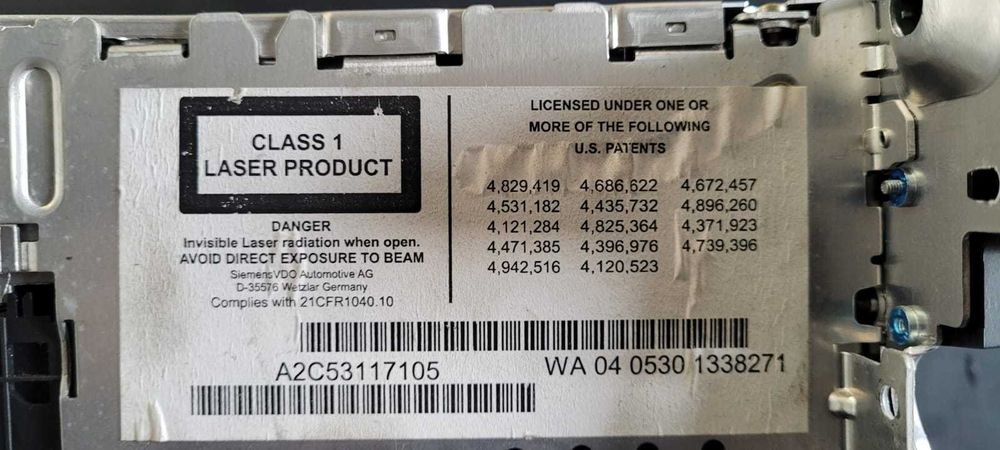 CLASS 1
LASER PRODUCT
DANGER
Invisible Laser radiation when open.
AVOID DIRECT EXPOSURE TO BEAM
SiemensVDO Automotive AG
D-35576 Wetzlar Germany
Complies with 21CFR1040.10
LICENSED UNDER ONE OR
MORE OF THE FOLLOWING
U.S. PATENTS
4,829,419 4,686,622 4,672,457
4,531,182 4,435,732 4,896,260
4,121,284 4,825,364 4,371,923
4,471,385 4,396,976 4,739,396
4,942,516 4,120,523
A2C53117105 WA 04 0530 1338271